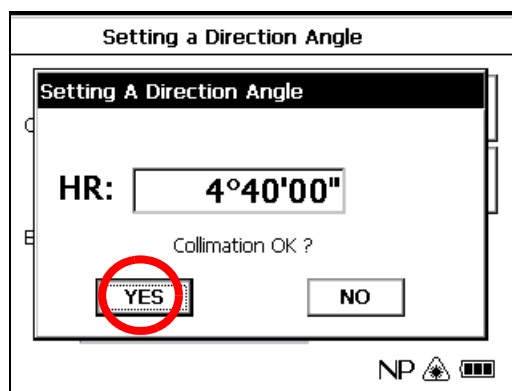 Setting a Direction Angle
Setting A Direction Angle
HR: 4°40'00"
Collimation OK ?
YES NO
NP